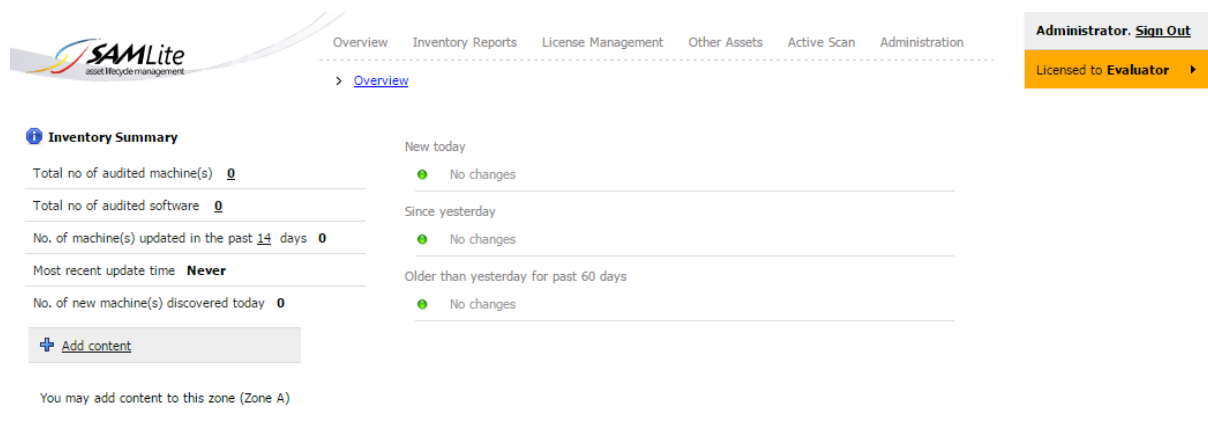 SAMLite
asset lifecycle management
Overview Inventory Reports License Management Other Assets Active Scan Administration
> Overview
Administrator. Sign Out
Licensed to Evaluator
Inventory Summary
Total no of audited machine(s) 0
Total no of audited software 0
No. of machine(s) updated in the past 14 days 0
Most recent update time Never
No. of new machine(s) discovered today 0
Add content
You may add content to this zone (Zone A)
New today
No changes
Since yesterday
No changes
Older than yesterday for past 60 days
No changes